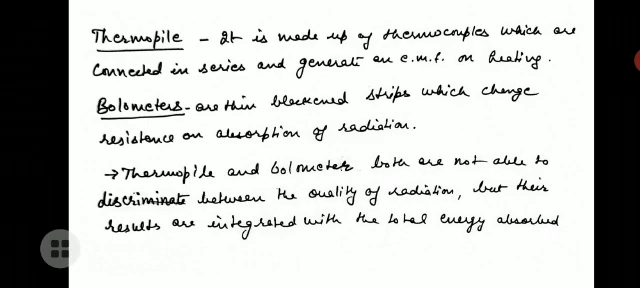 Thermopile - It is made up of thermocouples which are
connected in series and generate an e.m.f. on heating.
Bolometers - are thin blackened strips which change
resistence on absorption of radiation.
→ Thermopile and bolometer both are not able to
discriminate between the quality of radiation, but their
results are integrated with the total energy absorbed